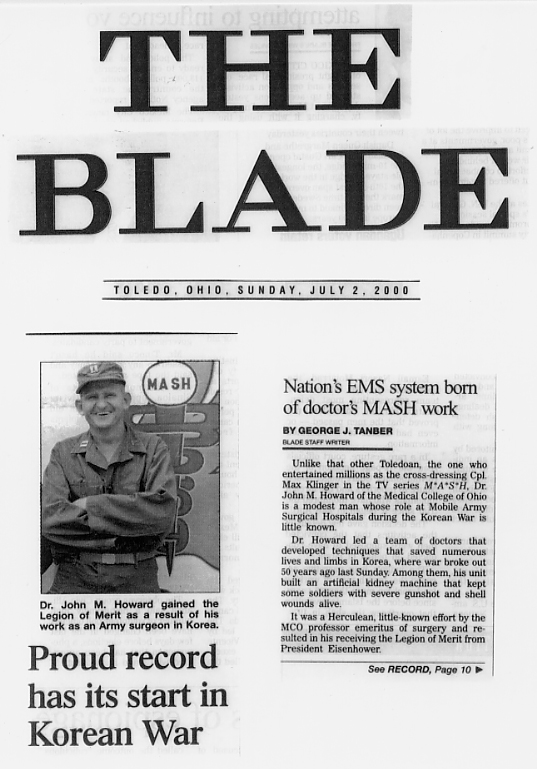 THE
BLADE
TOLEDO, OHIO, SUNDAY, JULY 2, 2000
MASH
Dr. John M. Howard gained the
Legion of Merit as a result of his
work as an Army surgeon in Korea.
Proud record
has its start in
Korean War
Nation's EMS system born
of doctor's MASH work
BY GEORGE J. TANBER
BLADE STAFF WRITER
Unlike that other Toledoan, the one who
entertained millions as the cross-dressing Cpl.
Max Klinger in the TV series M*A*S*H, Dr.
John M. Howard of the Medical College of Ohio
is a modest man whose role at Mobile Army
Surgical Hospitals during the Korean War is
little known.
Dr. Howard led a team of doctors that
developed techniques that saved numerous
lives and limbs in Korea, where war broke out
50 years ago last Sunday. Among them, his unit
built an artificial kidney machine that kept
some soldiers with severe gunshot and shell
wounds alive.
It was a Herculean, little-known effort by the
MCO professor emeritus of surgery and re-
sulted in his receiving the Legion of Merit from
President Eisenhower.
See RECORD, Page 10 ►